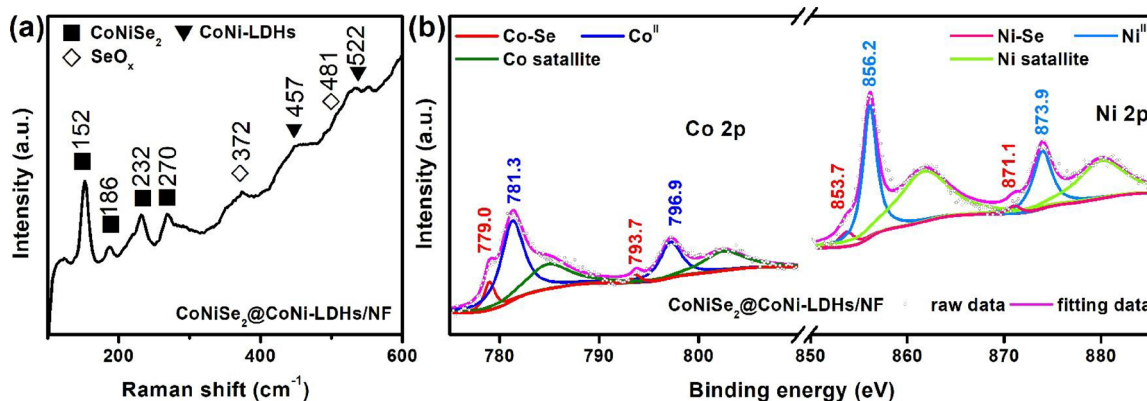 (a)
CoNiSe₂
CoNi-LDHs
SeOₓ
152
186
232
270
372
457
481
522
Intensity (a.u.)
CoNiSe₂@CoNi-LDHs/NF
200
400
600
Raman shift (cm⁻¹)
(b)
Co-Se
Coᴵᴵ
Co satallite
Ni-Se
Niᴵᴵ
Ni satallite
Co 2p
Ni 2p
779.0
781.3
793.7
796.9
853.7
856.2
871.1
873.9
Intensity (a.u.)
CoNiSe₂@CoNi-LDHs/NF
raw data
fitting data
780
790
800
850
860
870
880
Binding energy (eV)